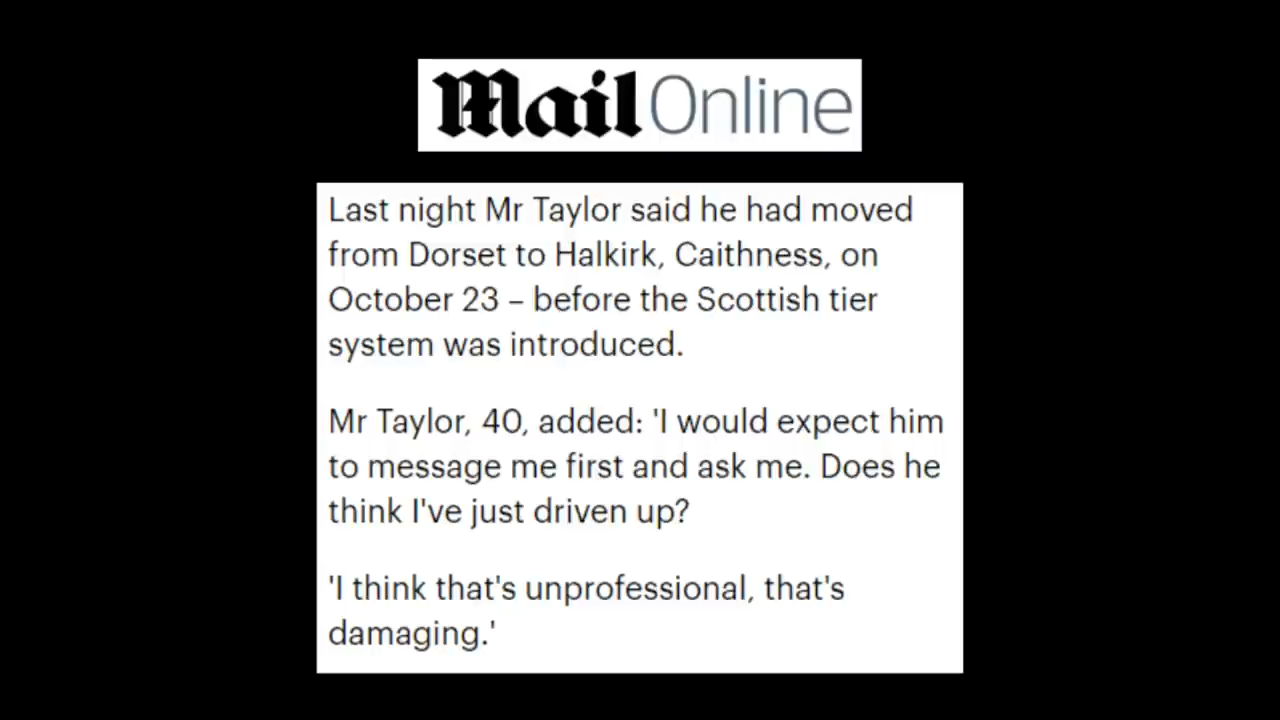 Mail Online
Last night Mr Taylor said he had moved
from Dorset to Halkirk, Caithness, on
October 23 – before the Scottish tier
system was introduced.
Mr Taylor, 40, added: 'I would expect him
to message me first and ask me. Does he
think I've just driven up?
'I think that's unprofessional, that's
damaging.'